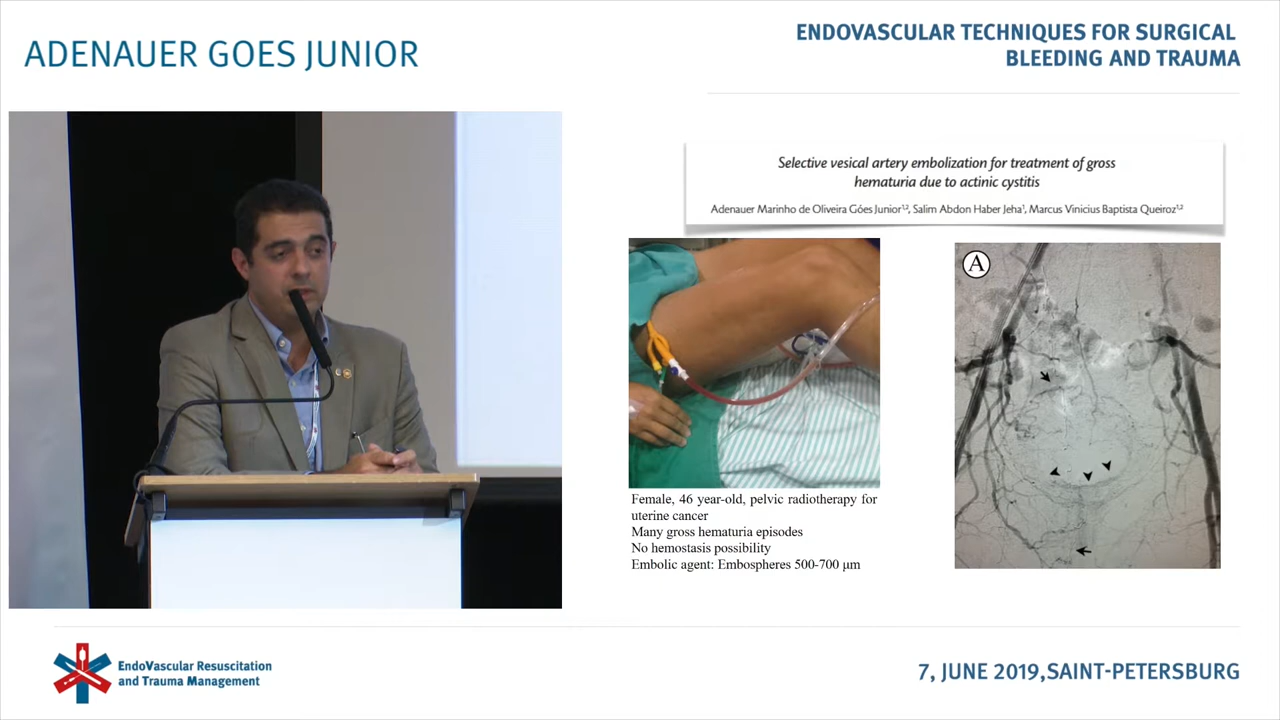 ADENAUER GOES JUNIOR
ENDOVASCULAR TECHNIQUES FOR SURGICAL
BLEEDING AND TRAUMA
Selective vesical artery embolization for treatment of gross
hematuria due to actinic cystitis
Adenauer Marinho de Oliveira Góes Junior¹,², Salim Abdon Haber Jeha¹, Marcus Vinicius Baptista Queiroz¹,²
A
Female, 46 year-old, pelvic radiotherapy for
uterine cancer
Many gross hematuria episodes
No hemostasis possibility
Embolic agent: Embospheres 500-700 µm
EndoVascular Resuscitation
and Trauma Management
7, JUNE 2019,SAINT-PETERSBURG